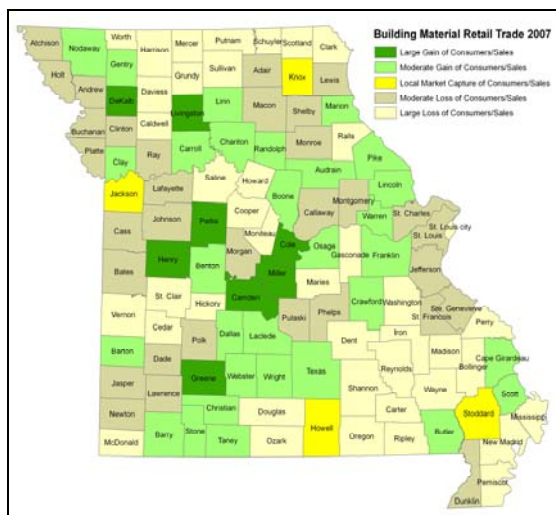 Building Material Retail Trade 2007
Large Gain of Consumers/Sales
Moderate Gain of Consumers/Sales
Local Market Capture of Consumers/Sales
Moderate Loss of Consumers/Sales
Large Loss of Consumers/Sales
Atchison
Nodaway
Worth
Harrison
Mercer
Putnam
Schuyler
Scotland
Clark
Holt
Gentry
Grundy
Sullivan
Adair
Knox
Lewis
Andrew
DeKalb
Daviess
Livingston
Linn
Macon
Shelby
Marion
Buchanan
Clinton
Caldwell
Chariton
Randolph
Monroe
Ralls
Platte
Clay
Ray
Carroll
Audrain
Pike
Jackson
Lafayette
Saline
Howard
Boone
Callaway
Montgomery
Lincoln
Warren
St. Charles
St. Louis
St. Louis city
Cass
Johnson
Pettis
Cooper
Moniteau
Cole
Osage
Gasconade
Franklin
Jefferson
Bates
Henry
Benton
Morgan
Miller
Maries
Camden
Vernon
St. Clair
Hickory
Pulaski
Phelps
Crawford
Washington
St. Francois
Ste. Genevieve
Perry
Cedar
Polk
Dallas
Laclede
Dent
Iron
Madison
Bollinger
Cape Girardeau
Barton
Dade
Greene
Webster
Wright
Texas
Shannon
Reynolds
Wayne
Scott
Jasper
Lawrence
Christian
Douglas
Howell
Carter
Butler
Stoddard
Mississippi
Newton
McDonald
Barry
Stone
Taney
Ozark
Oregon
Ripley
New Madrid
Pemiscot
Dunklin